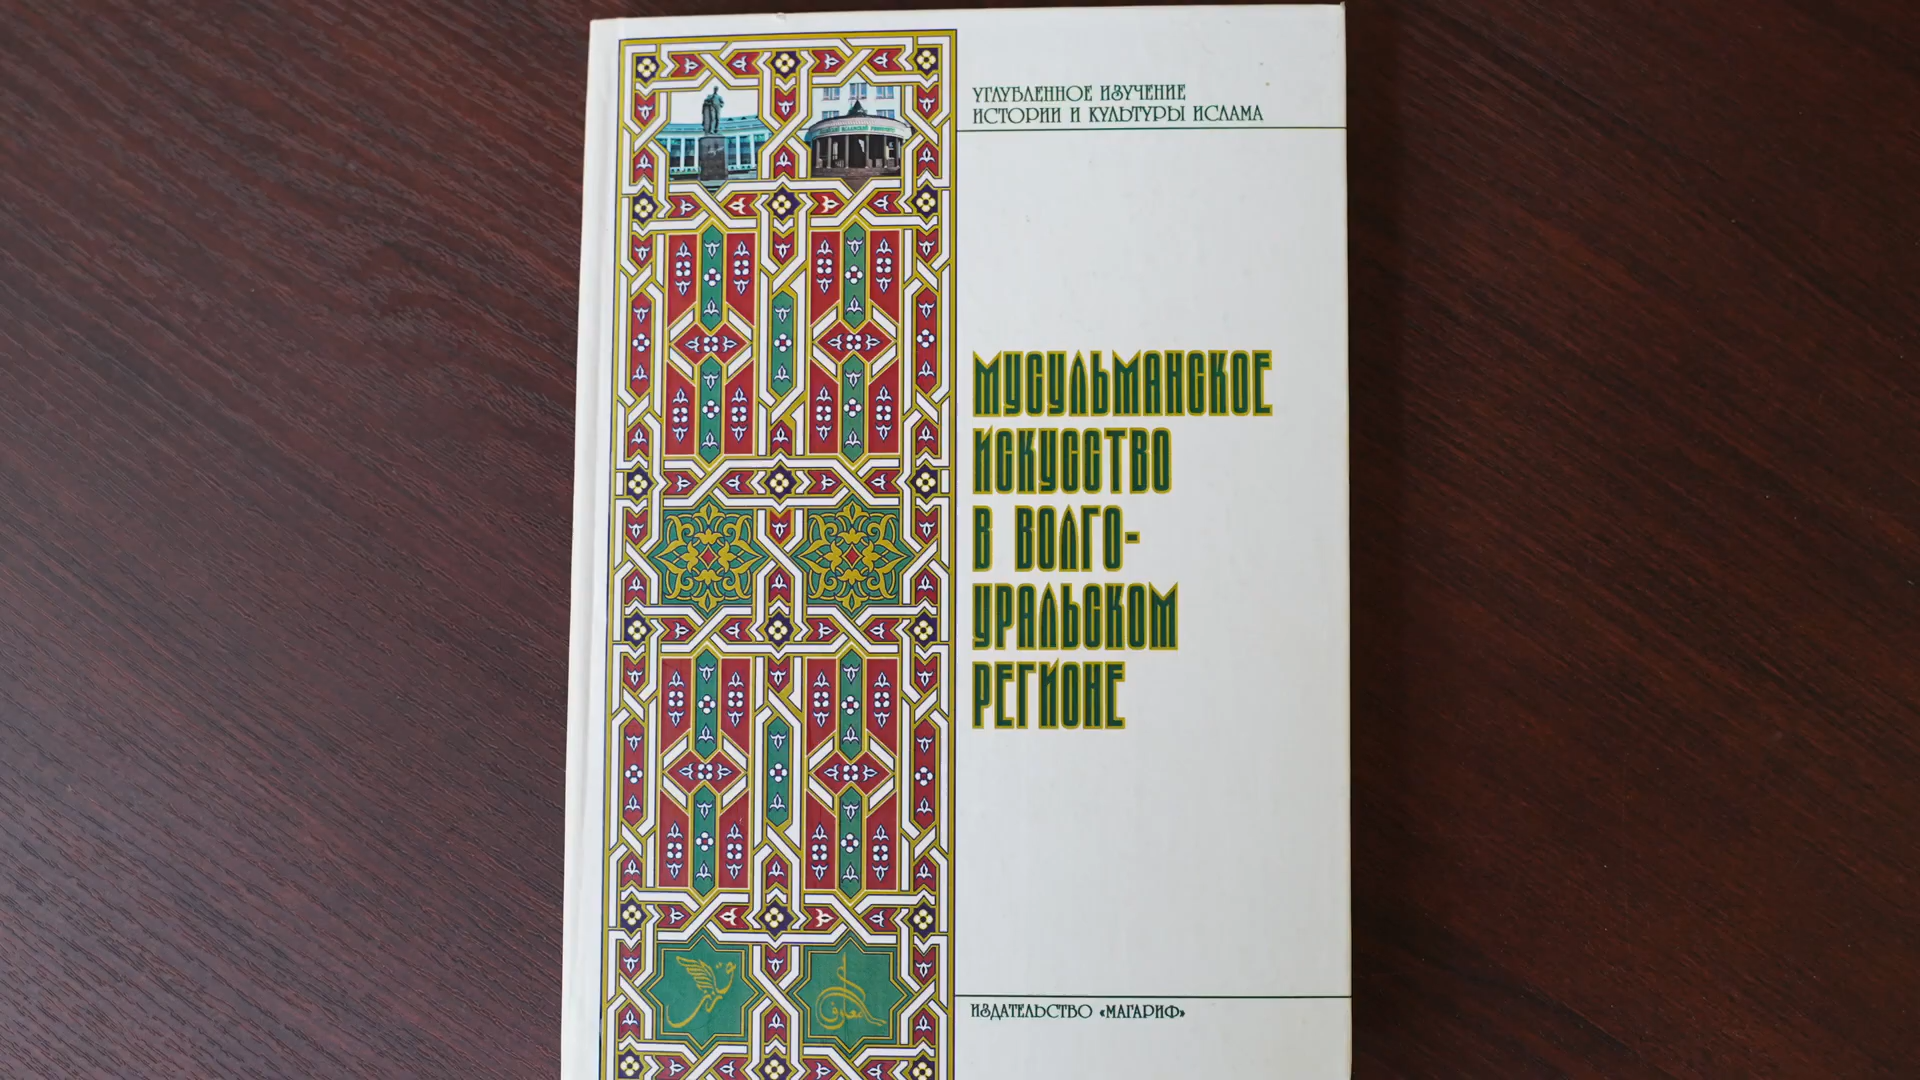 УГЛУБЛЕННОЕ ИЗУЧЕНИЕ
ИСТОРИИ И КУЛЬТУРЫ ИСЛАМА
МУСУЛЬМАНСКОЕ
ИСКУССТВО
В ВОЛГО-
УРАЛЬСКОМ
РЕГИОНЕ
ИЗДАТЕЛЬСТВО «МАГАРИФ»